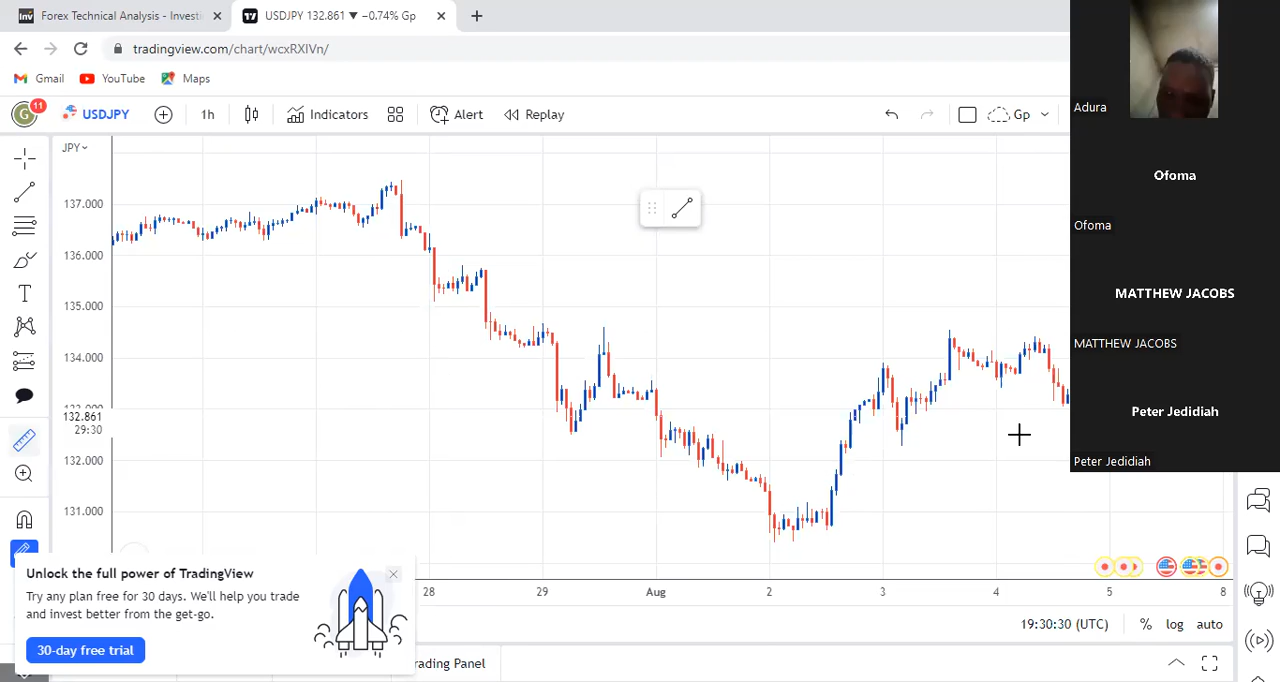 Forex Technical Analysis - Investi
USDJPY 132.861 ▼ −0.74% Gp
tradingview.com/chart/wcxRXIVn/
Gmail
YouTube
Maps
G
11
USDJPY
1h
Indicators
Alert
Replay
Gp
JPY
137.000
136.000
135.000
134.000
132.861
29:30
132.000
131.000
28
29
Aug
2
3
4
5
8
Unlock the full power of TradingView
Try any plan free for 30 days. We'll help you trade
and invest better from the get-go.
30-day free trial
19:30:30 (UTC)
%
log
auto
rading Panel
Adura
Ofoma
Ofoma
MATTHEW JACOBS
MATTHEW JACOBS
Peter Jedidiah
Peter Jedidiah